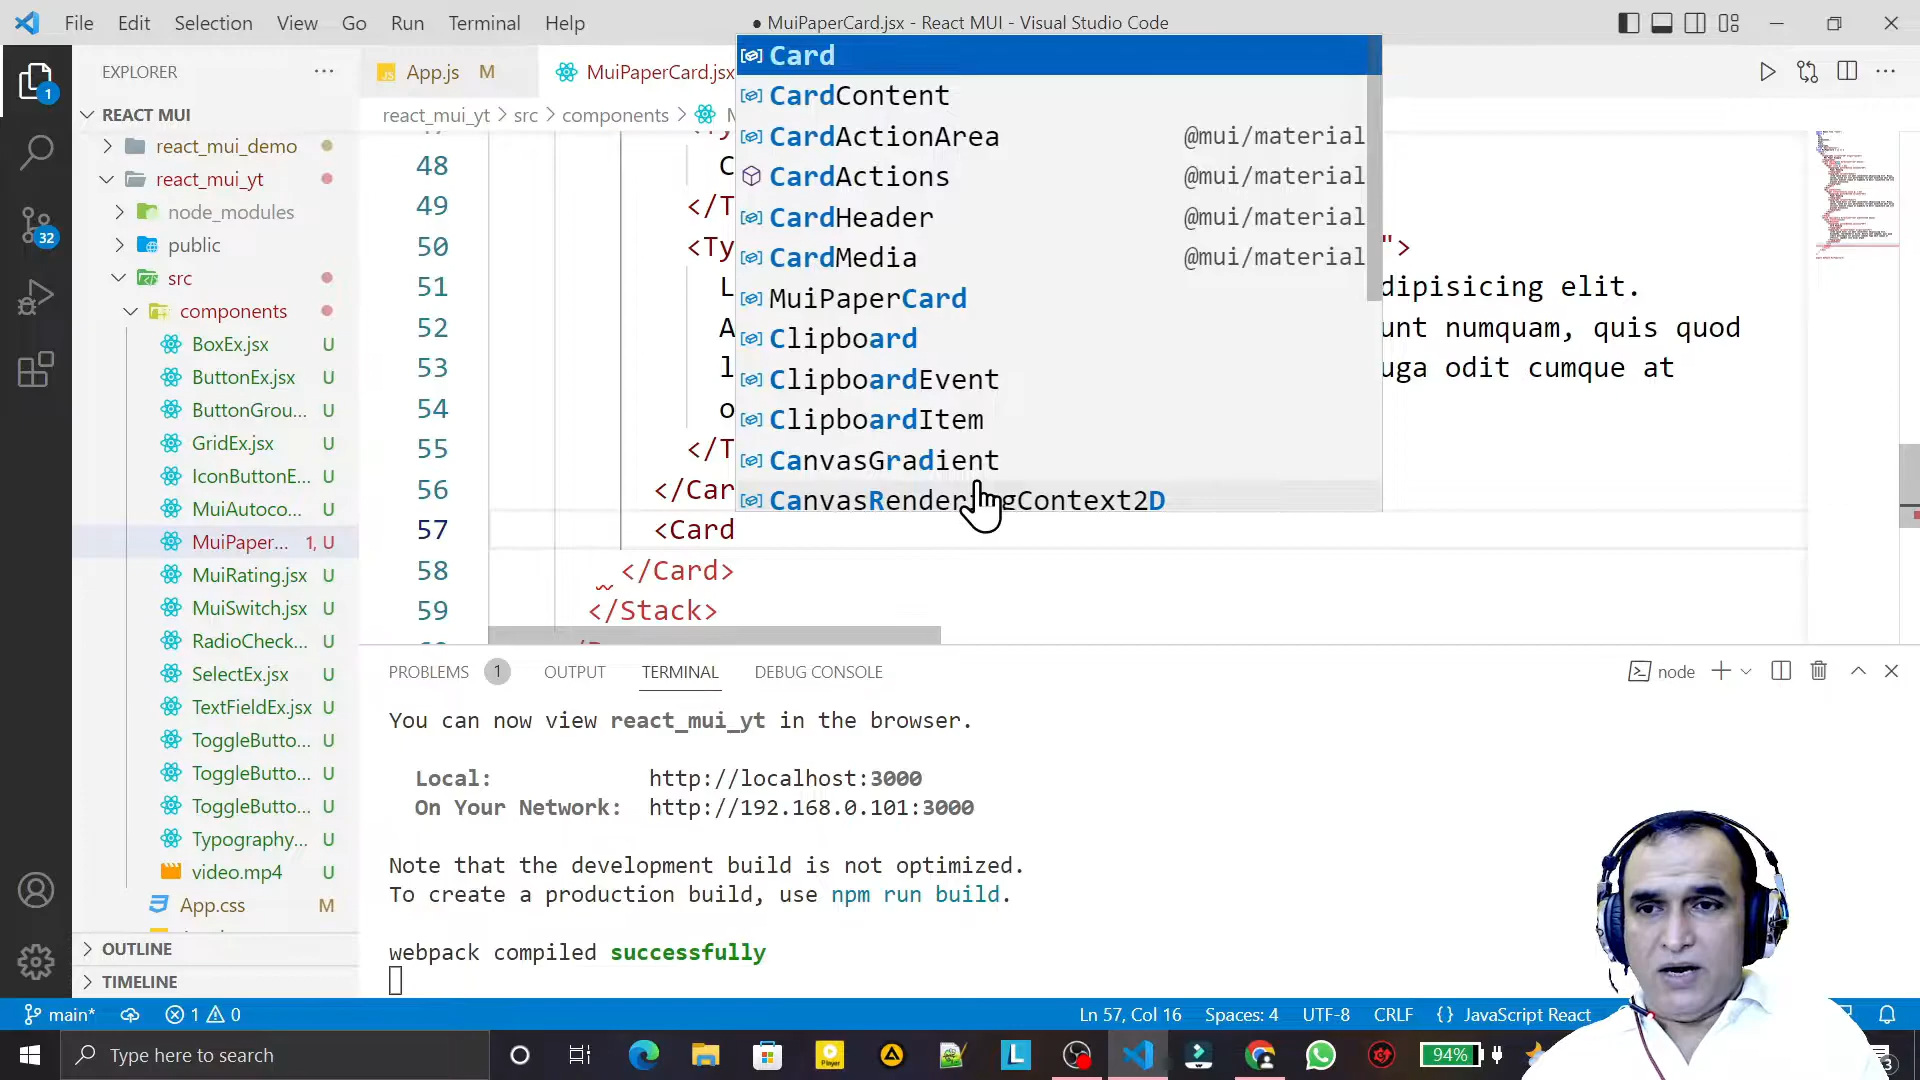 File Edit Selection View Go Run Terminal Help
● MuiPaperCard.jsx - React MUI - Visual Studio Code
EXPLORER
App.js M
MuiPaperCard.jsx
REACT MUI
react_mui_yt > src > components >
react_mui_demo
react_mui_yt
node_modules
public
src
components
BoxEx.jsx U
ButtonEx.jsx U
ButtonGrou... U
GridEx.jsx U
IconButtonE... U
MuiAutoco... U
MuiPaper... 1, U
MuiRating.jsx U
MuiSwitch.jsx U
RadioCheck... U
SelectEx.jsx U
TextFieldEx.jsx U
ToggleButto... U
ToggleButto... U
ToggleButto... U
Typography... U
video.mp4 U
App.css M
OUTLINE
TIMELINE
1
32
Card
CardContent
CardActionArea @mui/material
CardActions @mui/material
CardHeader @mui/material
CardMedia @mui/material
MuiPaperCard
Clipboard
ClipboardEvent
ClipboardItem
CanvasGradient
CanvasRenderingContext2D
48 C
49 </T
50 <Ty ">
51 L dipisicing elit.
52 A unt numquam, quis quod
53 l uga odit cumque at
54 o
55 </T
56 </Car
57 <Card
58 </Card>
59 </Stack>
PROBLEMS 1 OUTPUT TERMINAL DEBUG CONSOLE
node
You can now view react_mui_yt in the browser.
Local: http://localhost:3000
On Your Network: http://192.168.0.101:3000
Note that the development build is not optimized.
To create a production build, use npm run build.
webpack compiled successfully
main* 1 0
Ln 57, Col 16 Spaces: 4 UTF-8 CRLF {} JavaScript React
Type here to search
Player
L
94%
3